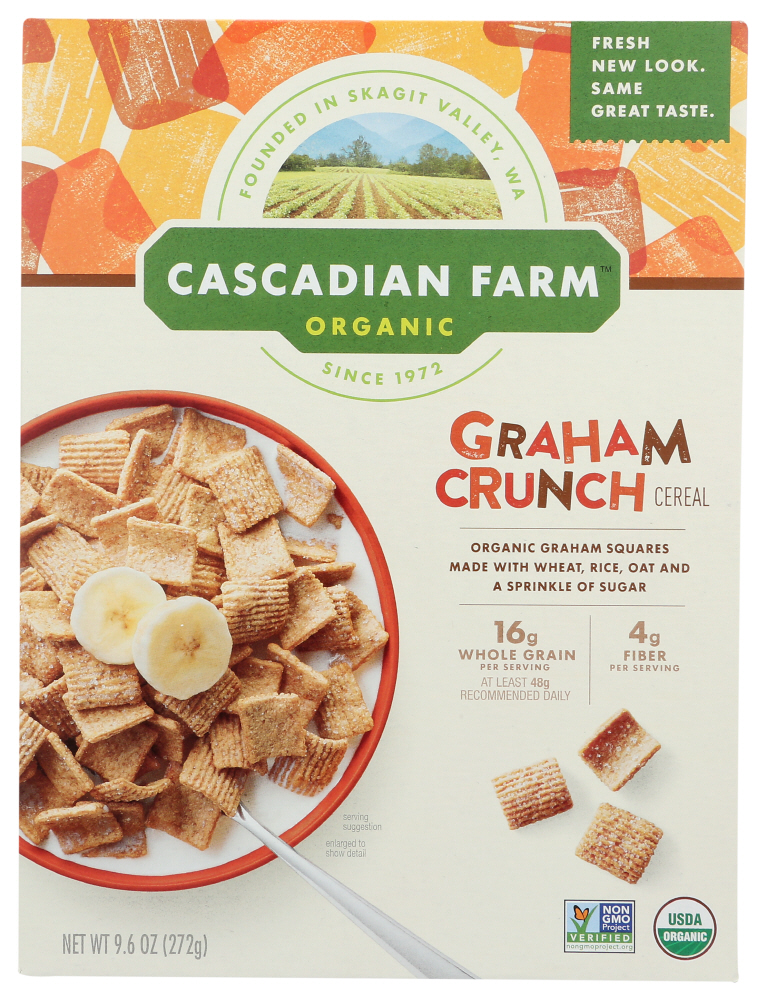 FRESH
NEW LOOK.
SAME
GREAT TASTE.
FOUNDED IN SKAGIT VALLEY, WA
CASCADIAN FARM™
ORGANIC
SINCE 1972
GRAHAM
CRUNCH CEREAL
ORGANIC GRAHAM SQUARES
MADE WITH WHEAT, RICE, OAT AND
A SPRINKLE OF SUGAR
16g
WHOLE GRAIN
PER SERVING
AT LEAST 48g
RECOMMENDED DAILY
4g
FIBER
PER SERVING
serving
suggestion
enlarged to
show detail
NET WT 9.6 OZ (272g)
NON
GMO
Project
VERIFIED
nongmoproject.org
USDA
ORGANIC